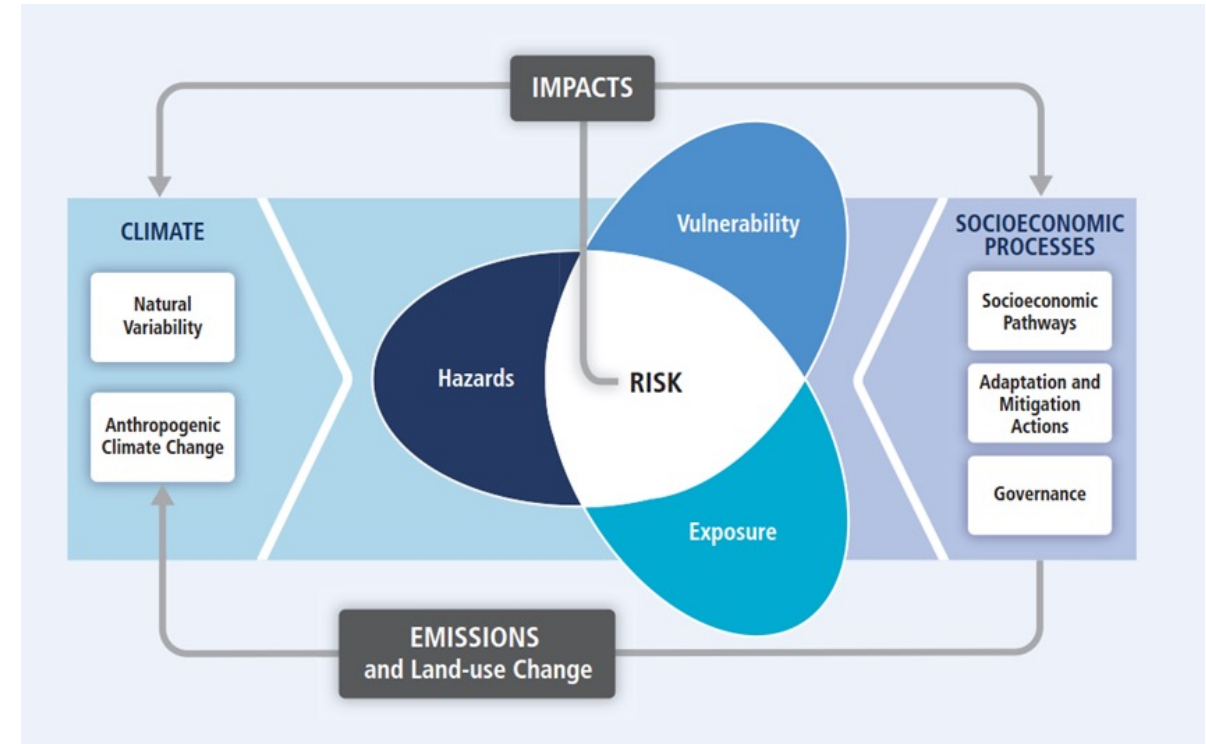 IMPACTS
CLIMATE
Natural
Variability
Anthropogenic
Climate Change
Vulnerability
Hazards
RISK
Exposure
SOCIOECONOMIC
PROCESSES
Socioeconomic
Pathways
Adaptation and
Mitigation
Actions
Governance
EMISSIONS
and Land-use Change